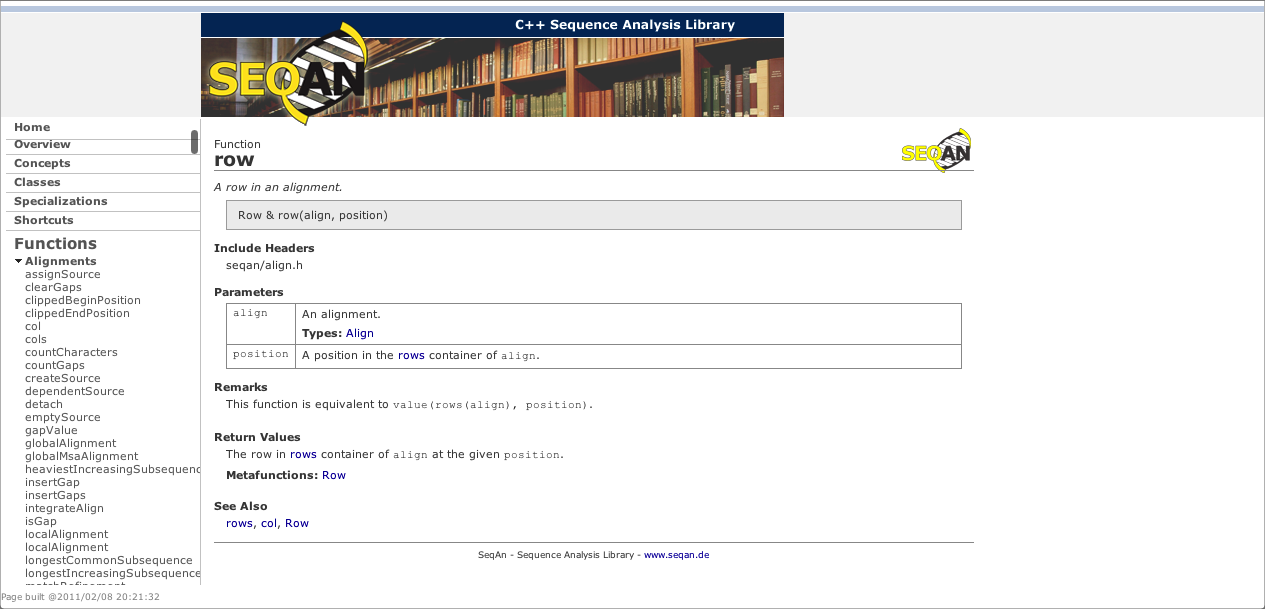 C++ Sequence Analysis Library
SEQAN
Home
Overview
Concepts
Classes
Specializations
Shortcuts
Functions
Alignments
assignSource
clearGaps
clippedBeginPosition
clippedEndPosition
col
cols
countCharacters
countGaps
createSource
dependentSource
detach
emptySource
gapValue
globalAlignment
globalMsaAlignment
heaviestIncreasingSubsequenc
insertGap
insertGaps
integrateAlign
isGap
localAlignment
localAlignment
longestCommonSubsequence
longestIncreasingSubsequence
matchRefinement
Page built @2011/02/08 20:21:32
Function
row
SEQAN
A row in an alignment.
Row & row(align, position)
Include Headers
seqan/align.h
Parameters
align An alignment.
Types: Align
position A position in the rows container of align.
Remarks
This function is equivalent to value(rows(align), position).
Return Values
The row in rows container of align at the given position.
Metafunctions: Row
See Also
rows, col, Row
SeqAn - Sequence Analysis Library - www.seqan.de